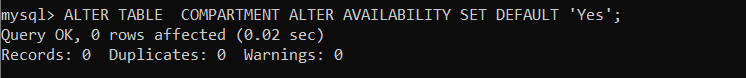 mysql> ALTER TABLE  COMPARTMENT ALTER AVAILABILITY SET DEFAULT 'Yes';
Query OK, 0 rows affected (0.02 sec)
Records: 0  Duplicates: 0  Warnings: 0